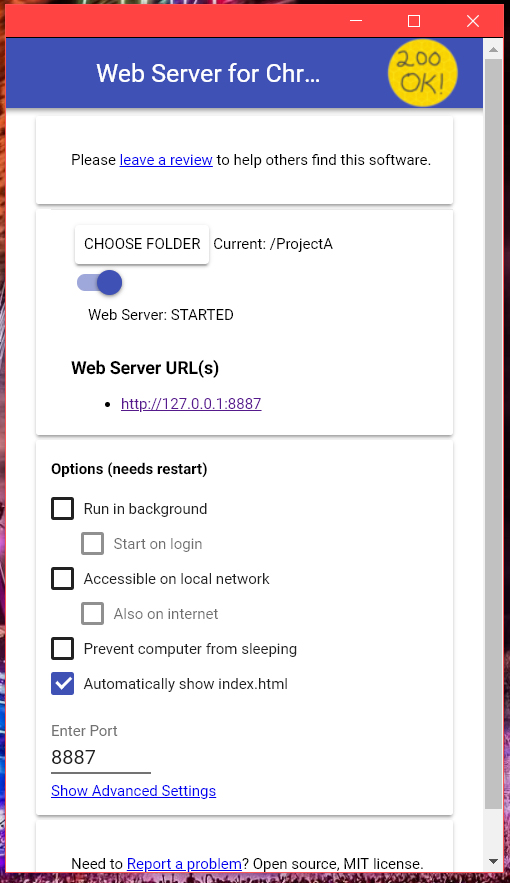 Web Server for Chr...
200
OK!
Please leave a review to help others find this software.
CHOOSE FOLDER Current: /ProjectA
Web Server: STARTED
Web Server URL(s)
http://127.0.0.1:8887
Options (needs restart)
Run in background
Start on login
Accessible on local network
Also on internet
Prevent computer from sleeping
Automatically show index.html
Enter Port
8887
Show Advanced Settings
Need to Report a problem? Open source, MIT license.